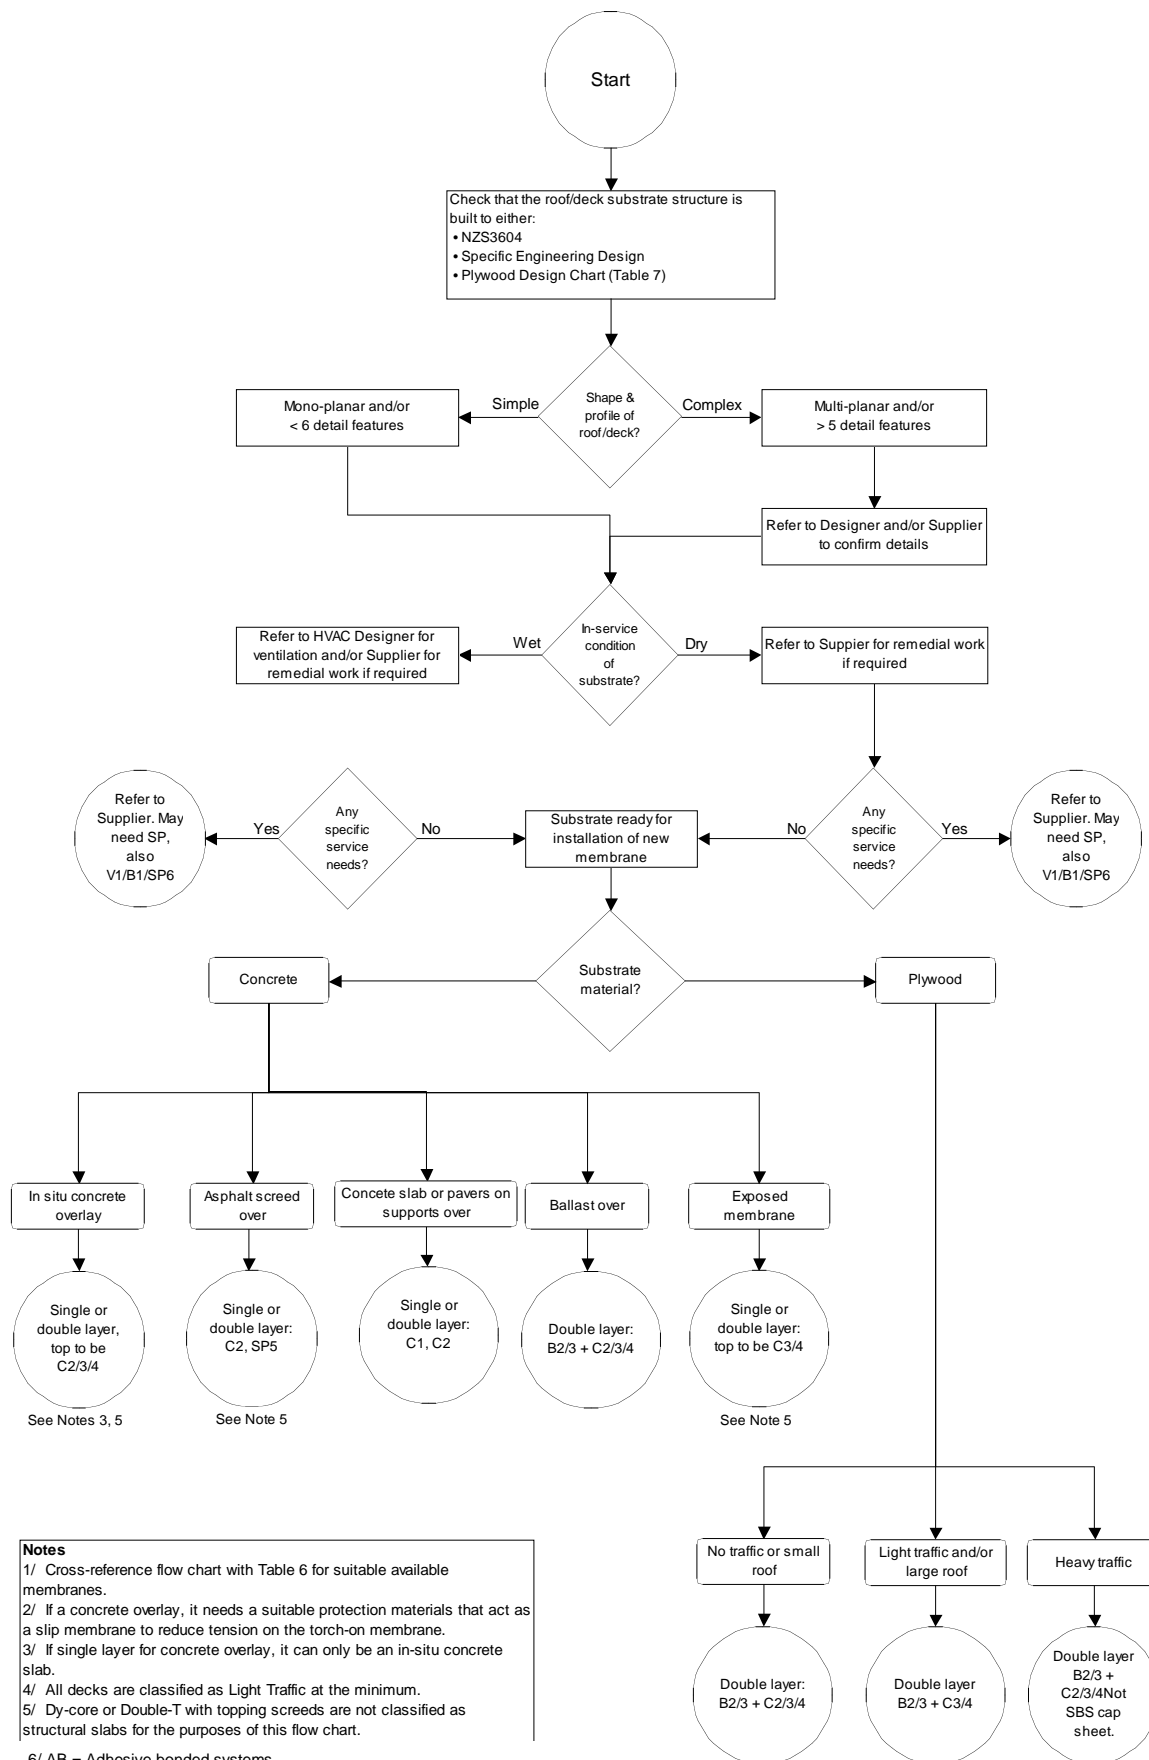 Start
Check that the roof/deck substrate structure is
built to either:
• NZS3604
• Specific Engineering Design
• Plywood Design Chart (Table 7)
Shape &
profile of
roof/deck?
Simple
Complex
Mono-planar and/or
< 6 detail features
Multi-planar and/or
> 5 detail features
Refer to Designer and/or Supplier
to confirm details
In-service
condition
of
substrate?
Wet
Dry
Refer to HVAC Designer for
ventilation and/or Supplier for
remedial work if required
Refer to Suppier for remedial work
if required
Refer to
Supplier. May
need SP,
also
V1/B1/SP6
Yes
Any
specific
service
needs?
No
Substrate ready for
installation of new
membrane
No
Any
specific
service
needs?
Yes
Refer to
Supplier. May
need SP,
also
V1/B1/SP6
Substrate
material?
Concrete
Plywood
In situ concrete
overlay
Asphalt screed
over
Concete slab or pavers on
supports over
Ballast over
Exposed
membrane
Single or
double layer,
top to be
C2/3/4
Single or
double layer:
C2, SP5
Single or
double layer:
C1, C2
Double layer:
B2/3 + C2/3/4
Single or
double layer:
top to be C3/4
See Notes 3, 5
See Note 5
See Note 5
No traffic or small
roof
Light traffic and/or
large roof
Heavy traffic
Double layer:
B2/3 + C2/3/4
Double layer
B2/3 + C3/4
Double layer
B2/3 +
C2/3/4Not
SBS cap
sheet.
Notes
1/ Cross-reference flow chart with Table 6 for suitable available
membranes.
2/ If a concrete overlay, it needs a suitable protection materials that act as
a slip membrane to reduce tension on the torch-on membrane.
3/ If single layer for concrete overlay, it can only be an in-situ concrete
slab.
4/ All decks are classified as Light Traffic at the minimum.
5/ Dy-core or Double-T with topping screeds are not classified as
structural slabs for the purposes of this flow chart.
6/ AB = Adhesive bonded systems